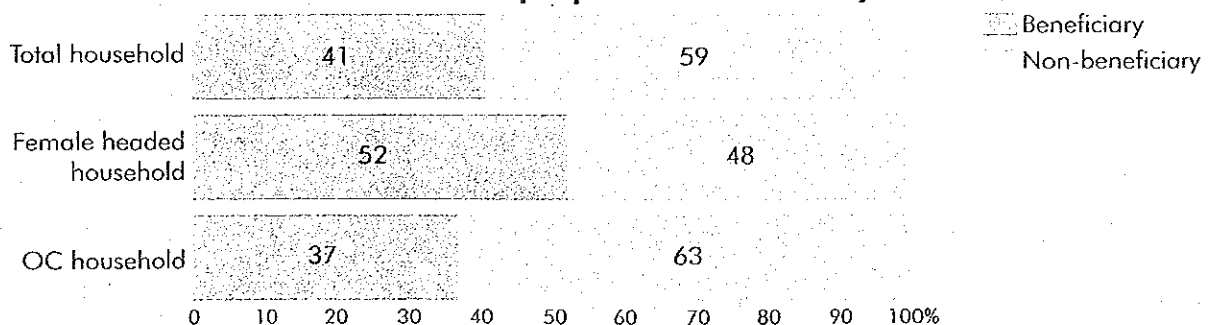 Beneficiary
Non-beneficiary
Total household 41 59
Female headed
household 52 48
OC household 37 63
0 10 20 30 40 50 60 70 80 90 100%